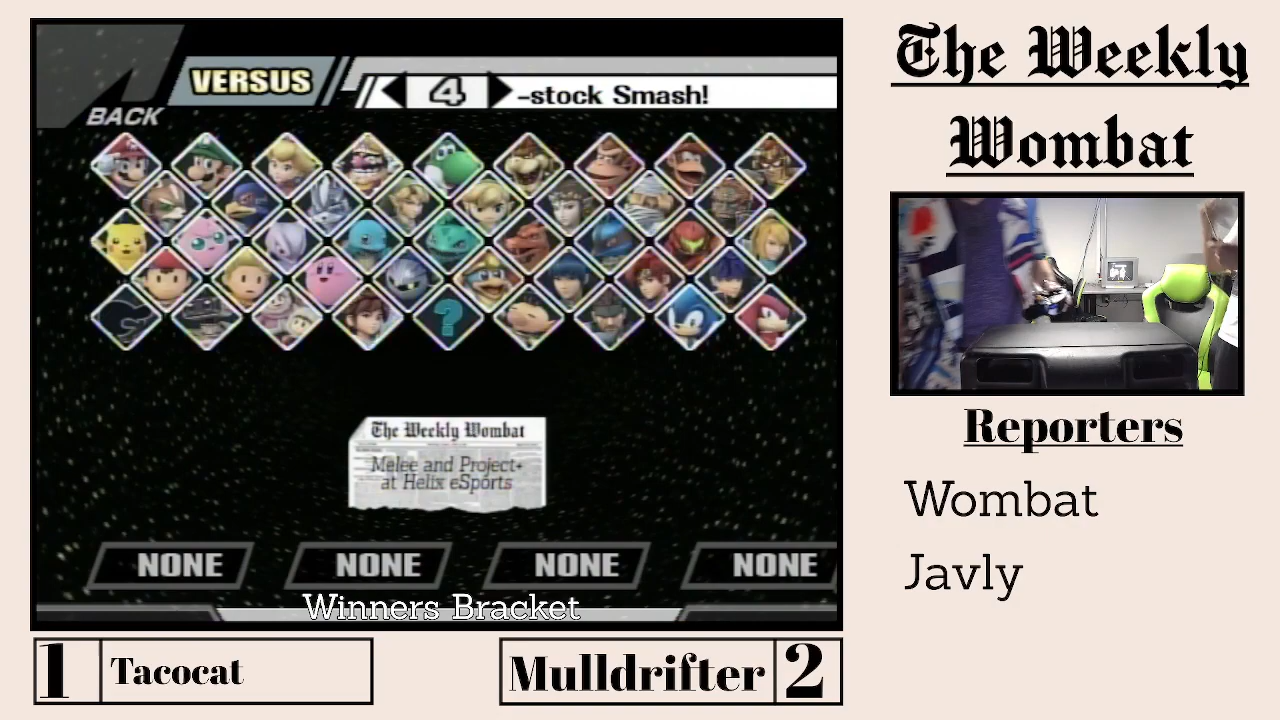 VERSUS
4 -stock Smash!
BACK
The Weekly Wombat
Melee and Project+
at Helix eSports
NONE NONE NONE NONE
Winners Bracket
1 Tacocat
Mulldrifter 2
The Weekly
Wombat
Reporters
Wombat
Javly